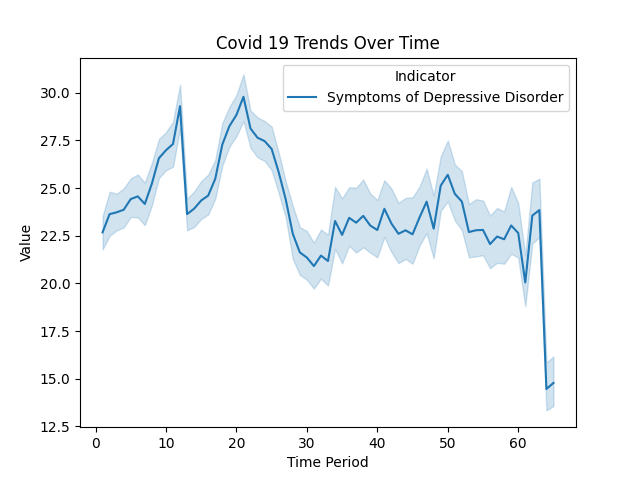 Covid 19 Trends Over Time
Indicator
Symptoms of Depressive Disorder
Value
30.0
27.5
25.0
22.5
20.0
17.5
15.0
12.5
0 10 20 30 40 50 60
Time Period